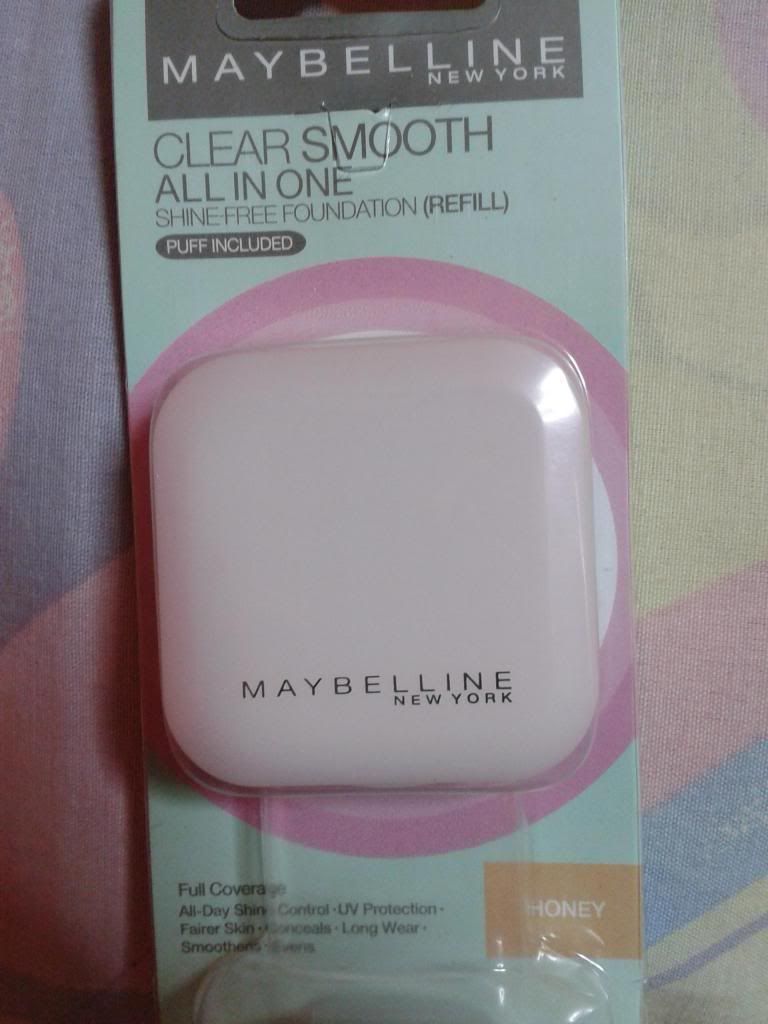 MAYBELLINE
NEW YORK
CLEAR SMOOTH
ALL IN ONE
SHINE-FREE FOUNDATION (REFILL)
PUFF INCLUDED
MAYBELLINE
NEW YORK
Full Coverage
All-Day Shine Control · UV Protection ·
Fairer Skin · Conceals · Long Wear ·
Smoothens · Evens
HONEY